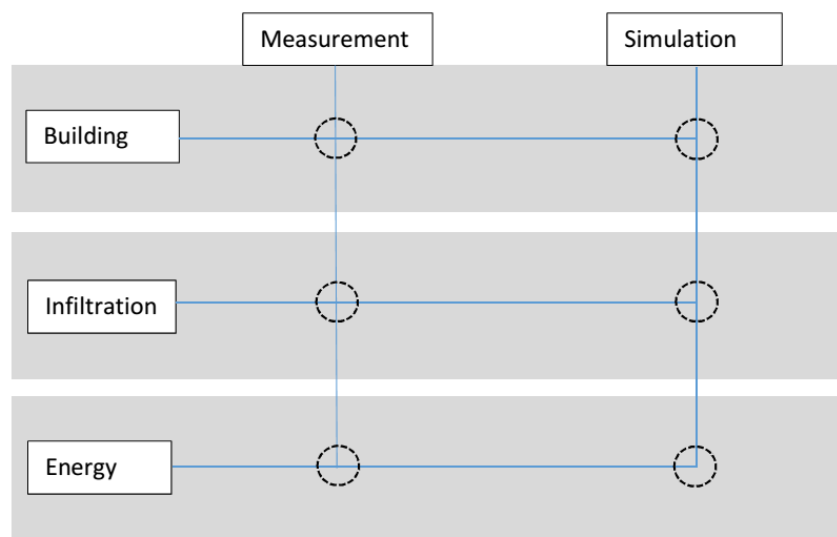 Measurement
Simulation
Building
Infiltration
Energy